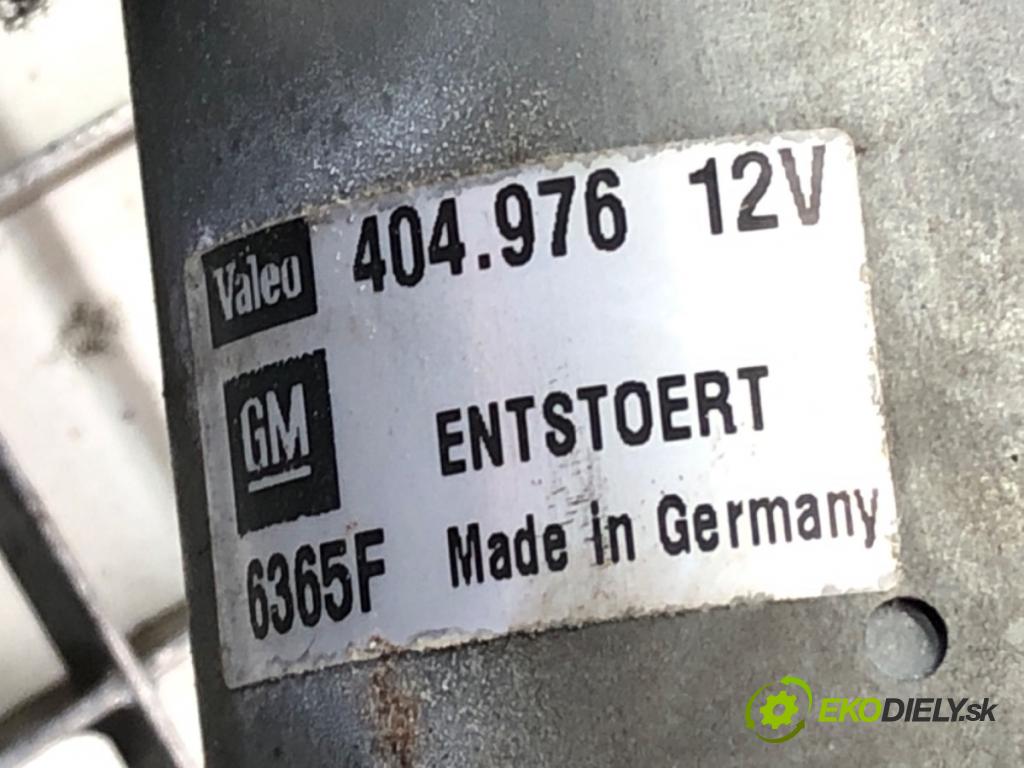 Valeo 404.976 12V
GM ENTSTOERT
6365F Made in Germany
EKODIELY.sk